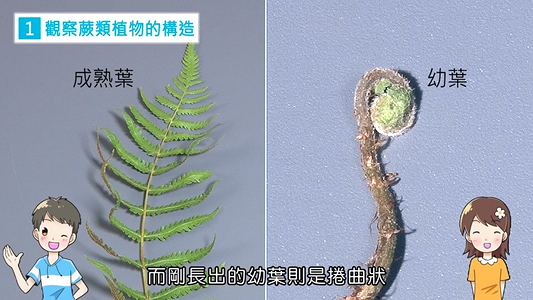 1 觀察蕨類植物的構造
成熟葉
幼葉
而剛長出的幼葉則是捲曲狀